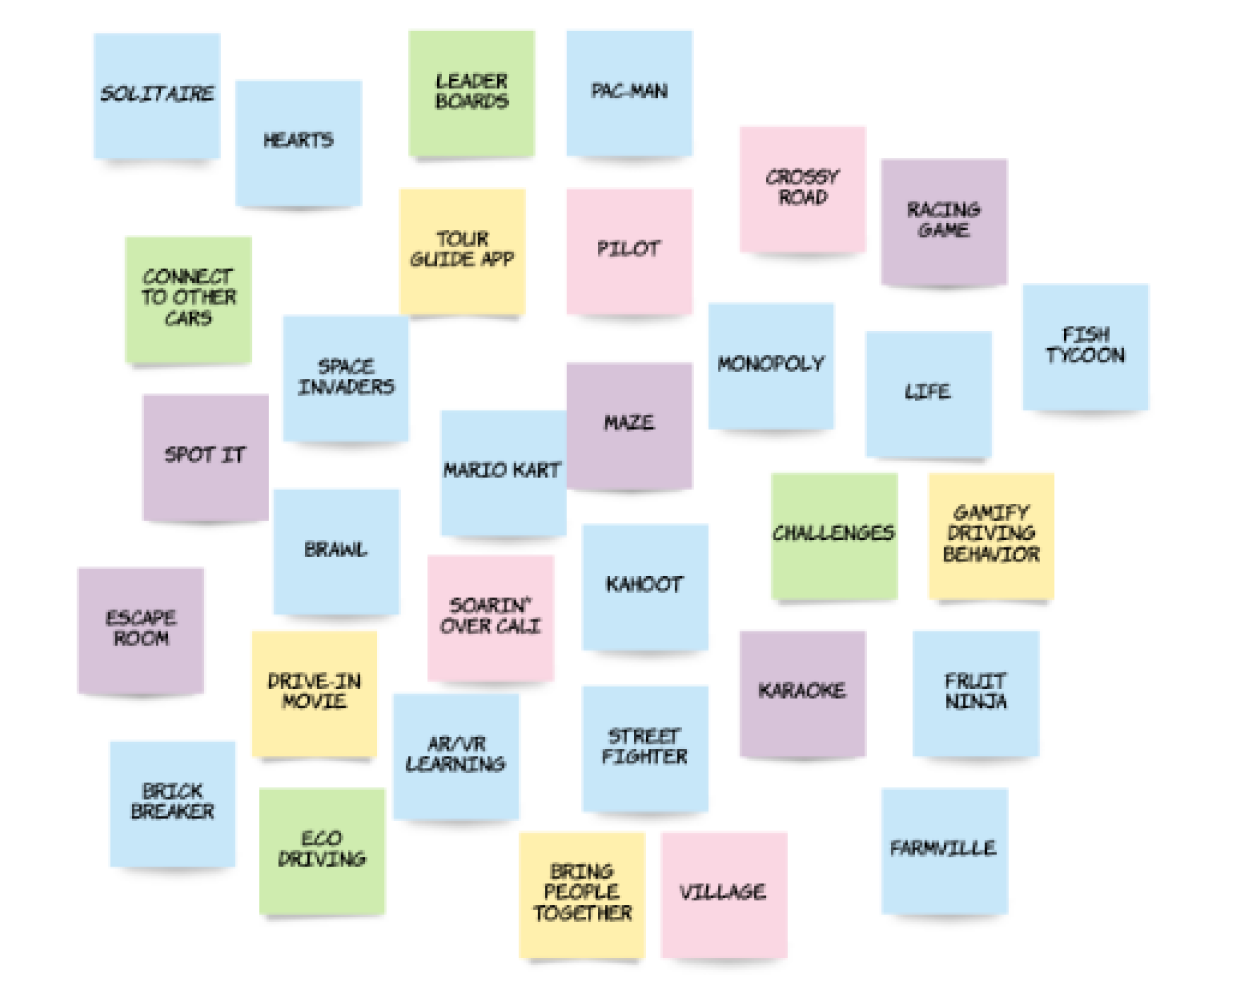 SOLITAIRE
HEARTS
LEADER
BOARDS
PAC-MAN
CROSSY
ROAD
RACING
GAME
CONNECT
TO OTHER
CARS
TOUR
GUIDE APP
PILOT
SPACE
INVADERS
MONOPOLY
LIFE
FISH
TYCOON
SPOT IT
MARIO KART
MAZE
BRAWL
KAHOOT
CHALLENGES
GAMIFY
DRIVING
BEHAVIOR
ESCAPE
ROOM
DRIVE-IN
MOVIE
SOARIN"
OVER CALI
KARAOKE
FRUIT
NINJA
BRICK
BREAKER
AR/VR
LEARNING
STREET
FIGHTER
ECO
DRIVING
BRING
PEOPLE
TOGETHER
VILLAGE
FARMVILLE